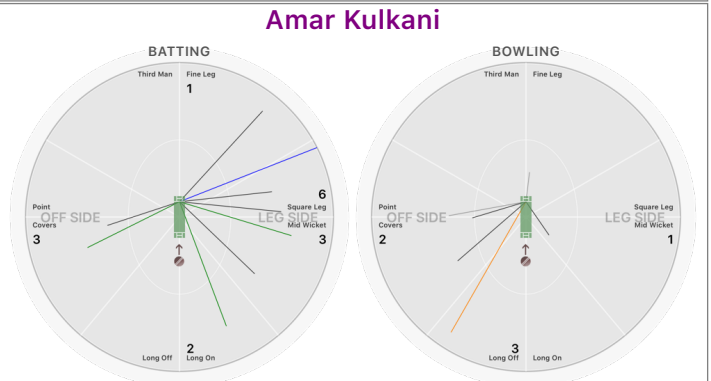 Amar Kulkani
BATTING
Third Man Fine Leg
1
6
Point Square Leg
OFF SIDE LEG SIDE
Covers Mid Wicket
3 3
2
Long Off Long On
BOWLING
Third Man Fine Leg
Point Square Leg
OFF SIDE LEG SIDE
Covers Mid Wicket
2 1
3
Long Off Long On